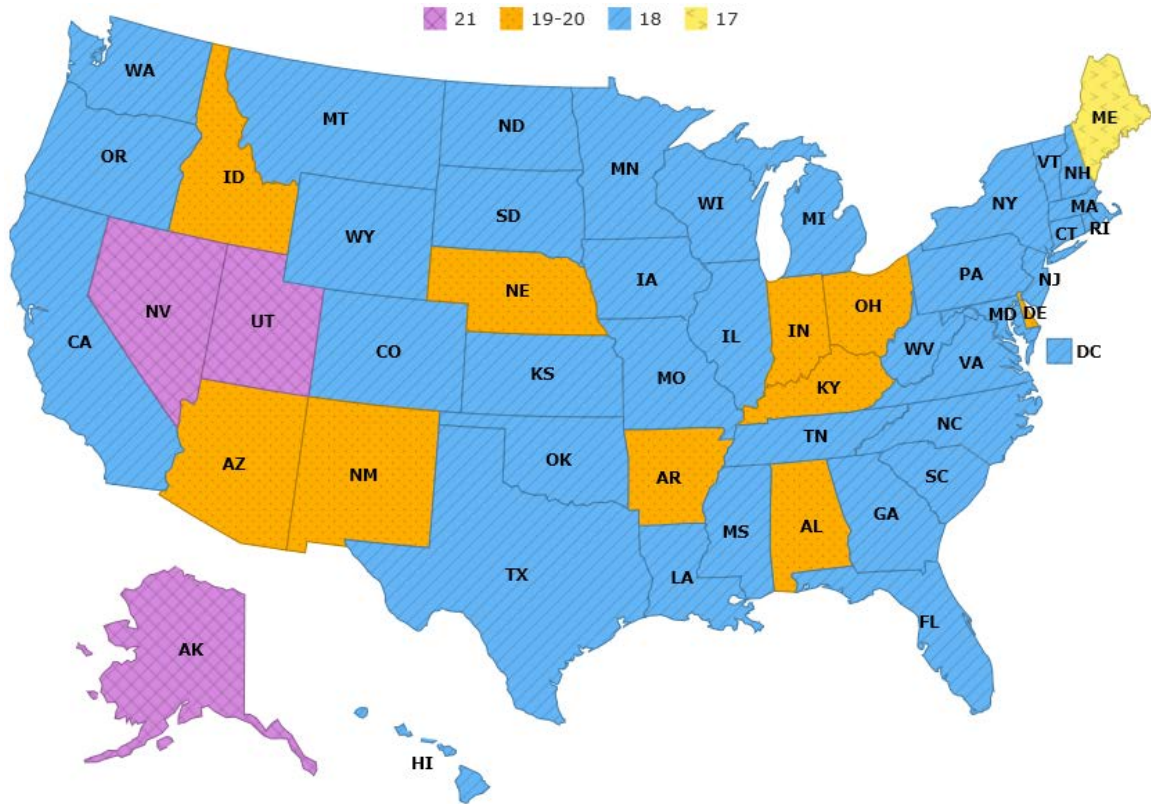 21 19-20 18 17
WA
MT
ND
MN
ME
OR
ID
SD
WI
MI
VT
NH
NY
MA
RI
CT
WY
NE
IA
PA
NJ
NV
UT
CO
KS
MO
IL
IN
OH
MD
DE
DC
CA
KY
WV
VA
AZ
NM
OK
AR
TN
NC
SC
TX
LA
MS
AL
GA
FL
AK
HI